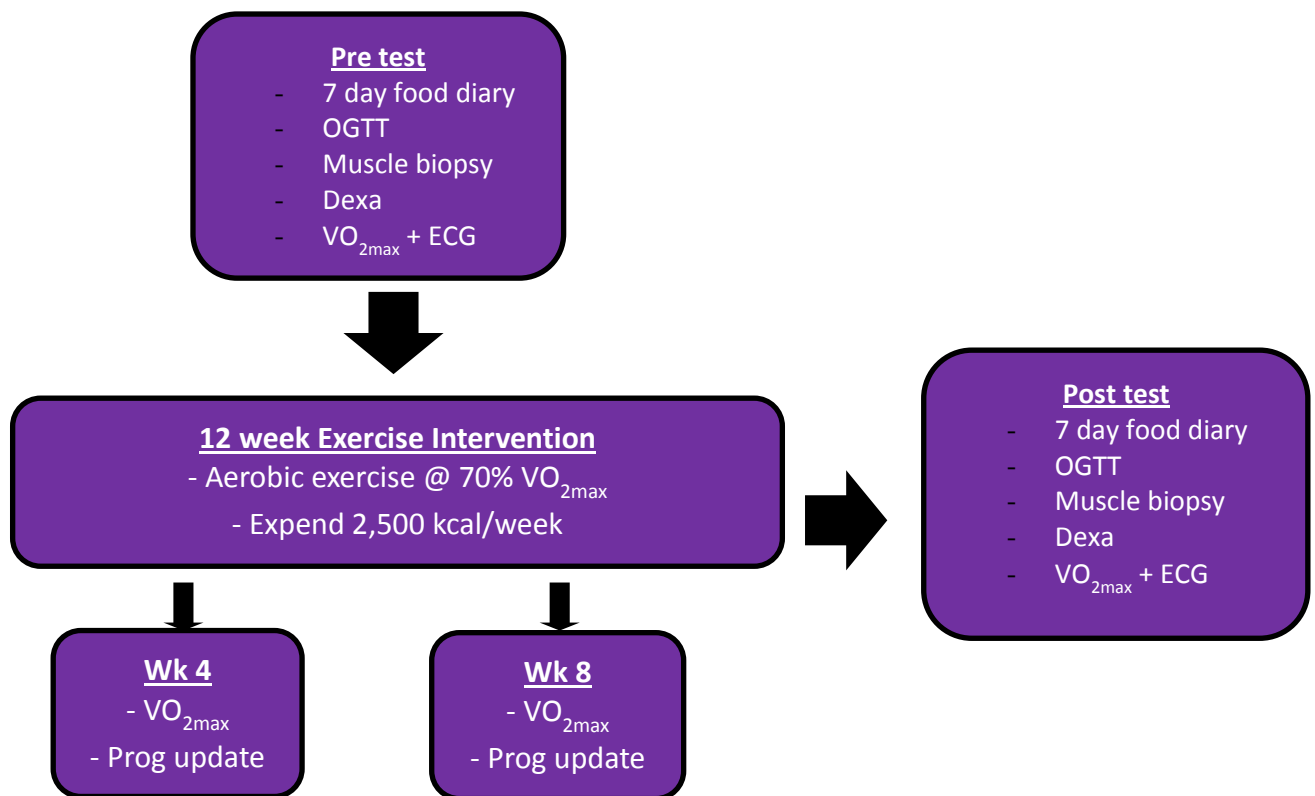 Pre test
- 7 day food diary
- OGTT
- Muscle biopsy
- Dexa
- VO2max + ECG
12 week Exercise Intervention
- Aerobic exercise @ 70% VO2max
- Expend 2,500 kcal/week
Post test
- 7 day food diary
- OGTT
- Muscle biopsy
- Dexa
- VO2max + ECG
Wk 4
- VO2max
- Prog update
Wk 8
- VO2max
- Prog update